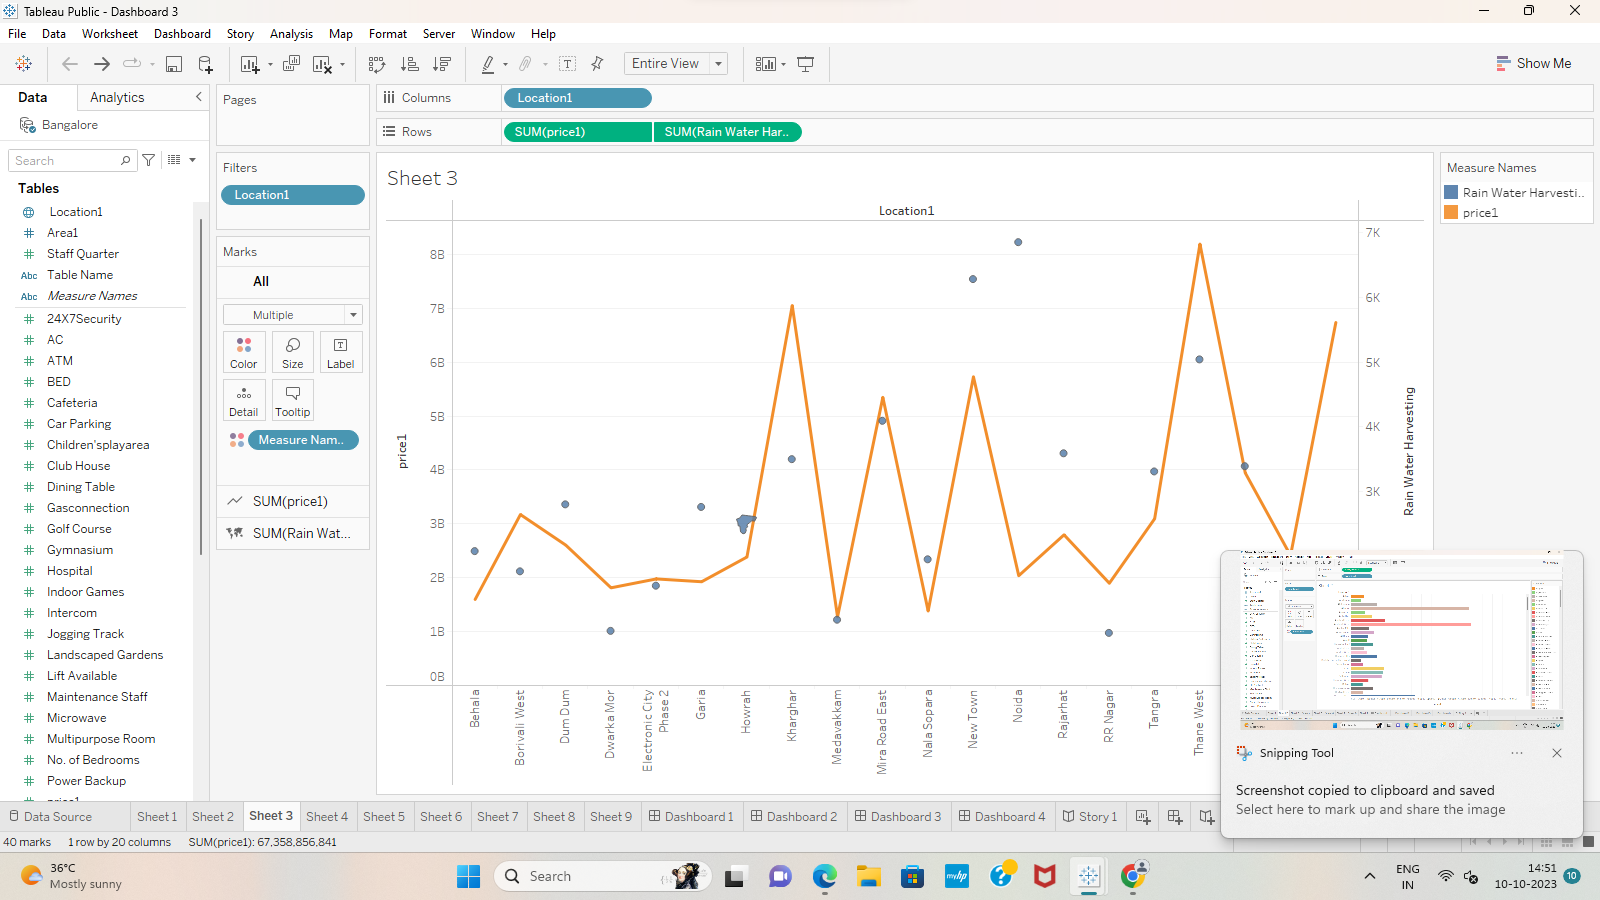 Tableau Public - Dashboard 3
File Data Worksheet Dashboard Story Analysis Map Format Server Window Help
Entire View
Show Me
Data Analytics
Bangalore
Search
Tables
Location1
Area1
Staff Quarter
Abc Table Name
Abc Measure Names
24X7Security
AC
ATM
BED
Cafeteria
Car Parking
Children'splayarea
Club House
Dining Table
Gasconnection
Golf Course
Gymnasium
Hospital
Indoor Games
Intercom
Jogging Track
Landscaped Gardens
Lift Available
Maintenance Staff
Microwave
Multipurpose Room
No. of Bedrooms
Power Backup
price1
Pages
Filters
Location1
Marks
All
Multiple
Color Size Label
Detail Tooltip
Measure Nam..
SUM(price1)
SUM(Rain Wat...
Columns Location1
Rows SUM(price1) SUM(Rain Water Har..
Sheet 3
Location1
price1
8B
7B
6B
5B
4B
3B
2B
1B
0B
7K
6K
5K
4K
3K
Rain Water Harvesting
Behala
Borivali West
Dum Dum
Dwarka Mor
Electronic City
Phase 2
Garia
Howrah
Kharghar
Medavakkam
Mira Road East
Nala Sopara
New Town
Noida
Rajarhat
RR Nagar
Tangra
Thane West
Measure Names
Rain Water Harvesti..
price1
Snipping Tool
Screenshot copied to clipboard and saved
Select here to mark up and share the image
Data Source Sheet 1 Sheet 2 Sheet 3 Sheet 4 Sheet 5 Sheet 6 Sheet 7 Sheet 8 Sheet 9 Dashboard 1 Dashboard 2 Dashboard 3 Dashboard 4 Story 1
40 marks 1 row by 20 columns SUM(price1): 67,358,856,841
36°C
Mostly sunny
Search
myhp
ENG
IN
14:51
10-10-2023
10